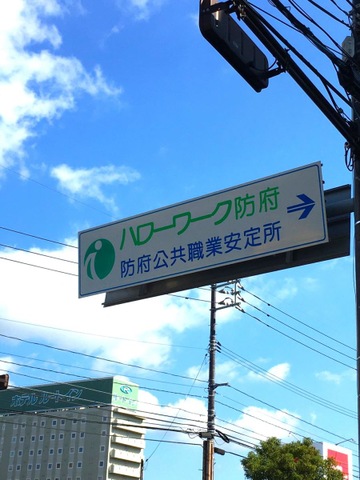 ハローワーク防府
防府公共職業安定所
ホテルルートイン